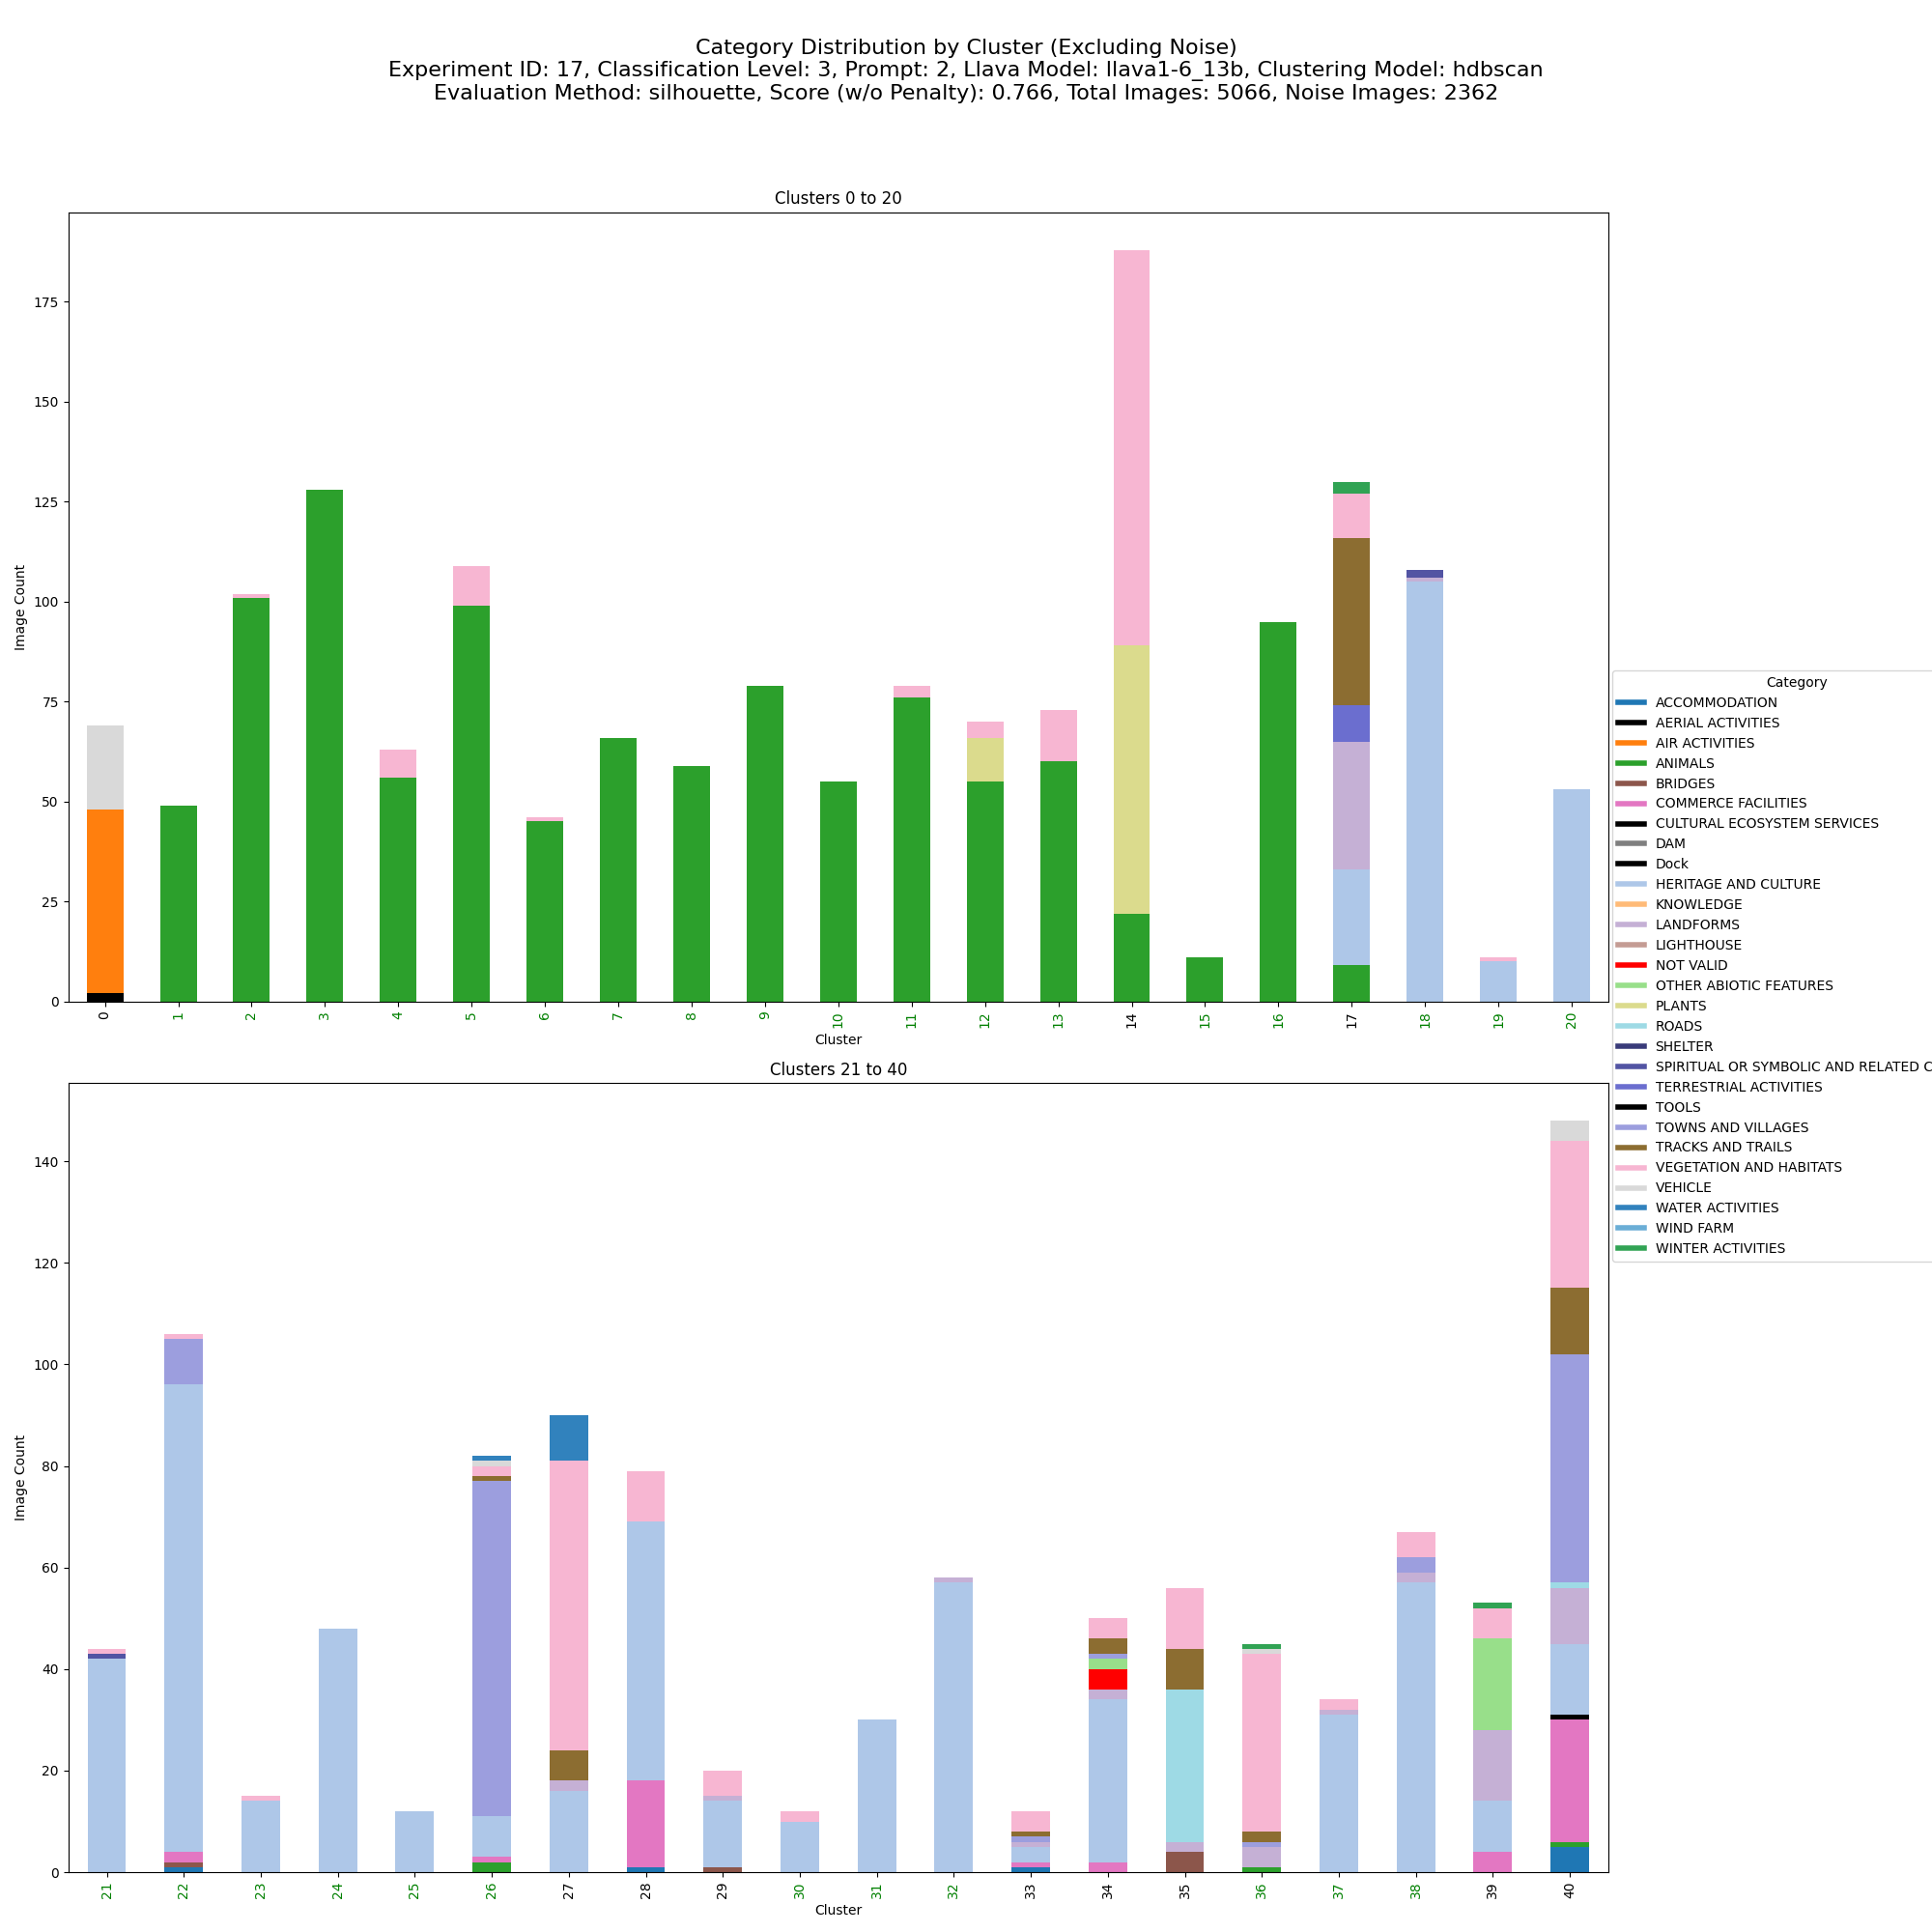 Category Distribution by Cluster (Excluding Noise)
Experiment ID: 17, Classification Level: 3, Prompt: 2, Llava Model: llava1-6_13b, Clustering Model: hdbscan
Evaluation Method: silhouette, Score (w/o Penalty): 0.766, Total Images: 5066, Noise Images: 2362
Clusters 0 to 20
Image Count
175
150
125
100
75
50
25
0
0 1 2 3 4 5 6 7 8 9 10 11 12 13 14 15 16 17 18 19 20
Cluster
Clusters 21 to 40
Image Count
140
120
100
80
60
40
20
0
21 22 23 24 25 26 27 28 29 30 31 32 33 34 35 36 37 38 39 40
Cluster
Category
ACCOMMODATION
AERIAL ACTIVITIES
AIR ACTIVITIES
ANIMALS
BRIDGES
COMMERCE FACILITIES
CULTURAL ECOSYSTEM SERVICES
DAM
Dock
HERITAGE AND CULTURE
KNOWLEDGE
LANDFORMS
LIGHTHOUSE
NOT VALID
OTHER ABIOTIC FEATURES
PLANTS
ROADS
SHELTER
SPIRITUAL OR SYMBOLIC AND RELATED C
TERRESTRIAL ACTIVITIES
TOOLS
TOWNS AND VILLAGES
TRACKS AND TRAILS
VEGETATION AND HABITATS
VEHICLE
WATER ACTIVITIES
WIND FARM
WINTER ACTIVITIES